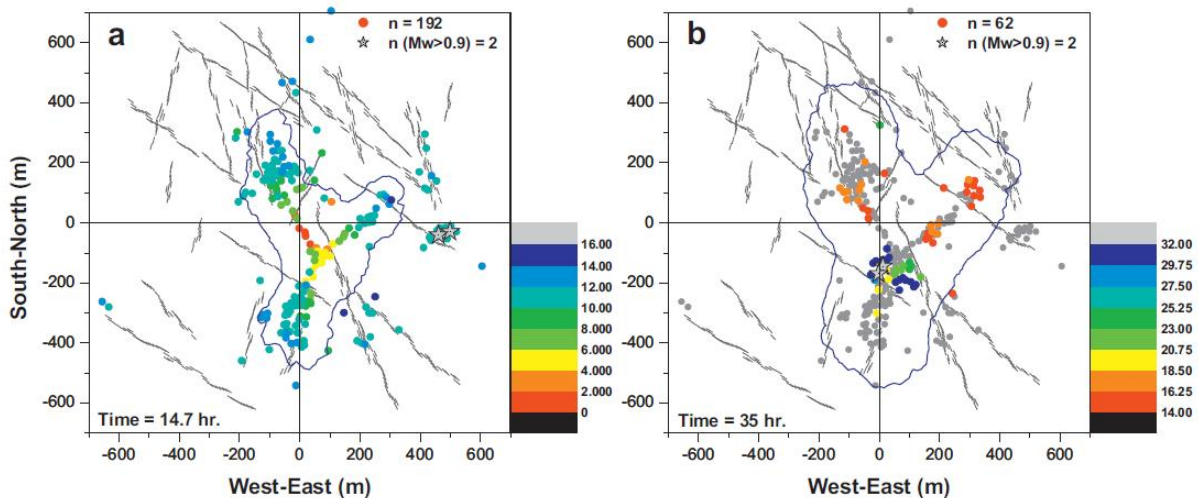 a
n = 192
n (Mw>0.9) = 2
600
400
200
0
-200
-400
-600
South-North (m)
Time = 14.7 hr.
-600 -400 -200 0 200 400 600
West-East (m)
16.00
14.00
12.00
10.00
8.000
6.000
4.000
2.000
0
b
n = 62
n (Mw>0.9) = 2
600
400
200
0
-200
-400
-600
Time = 35 hr.
-600 -400 -200 0 200 400 600
West-East (m)
32.00
29.75
27.50
25.25
23.00
20.75
18.50
16.25
14.00